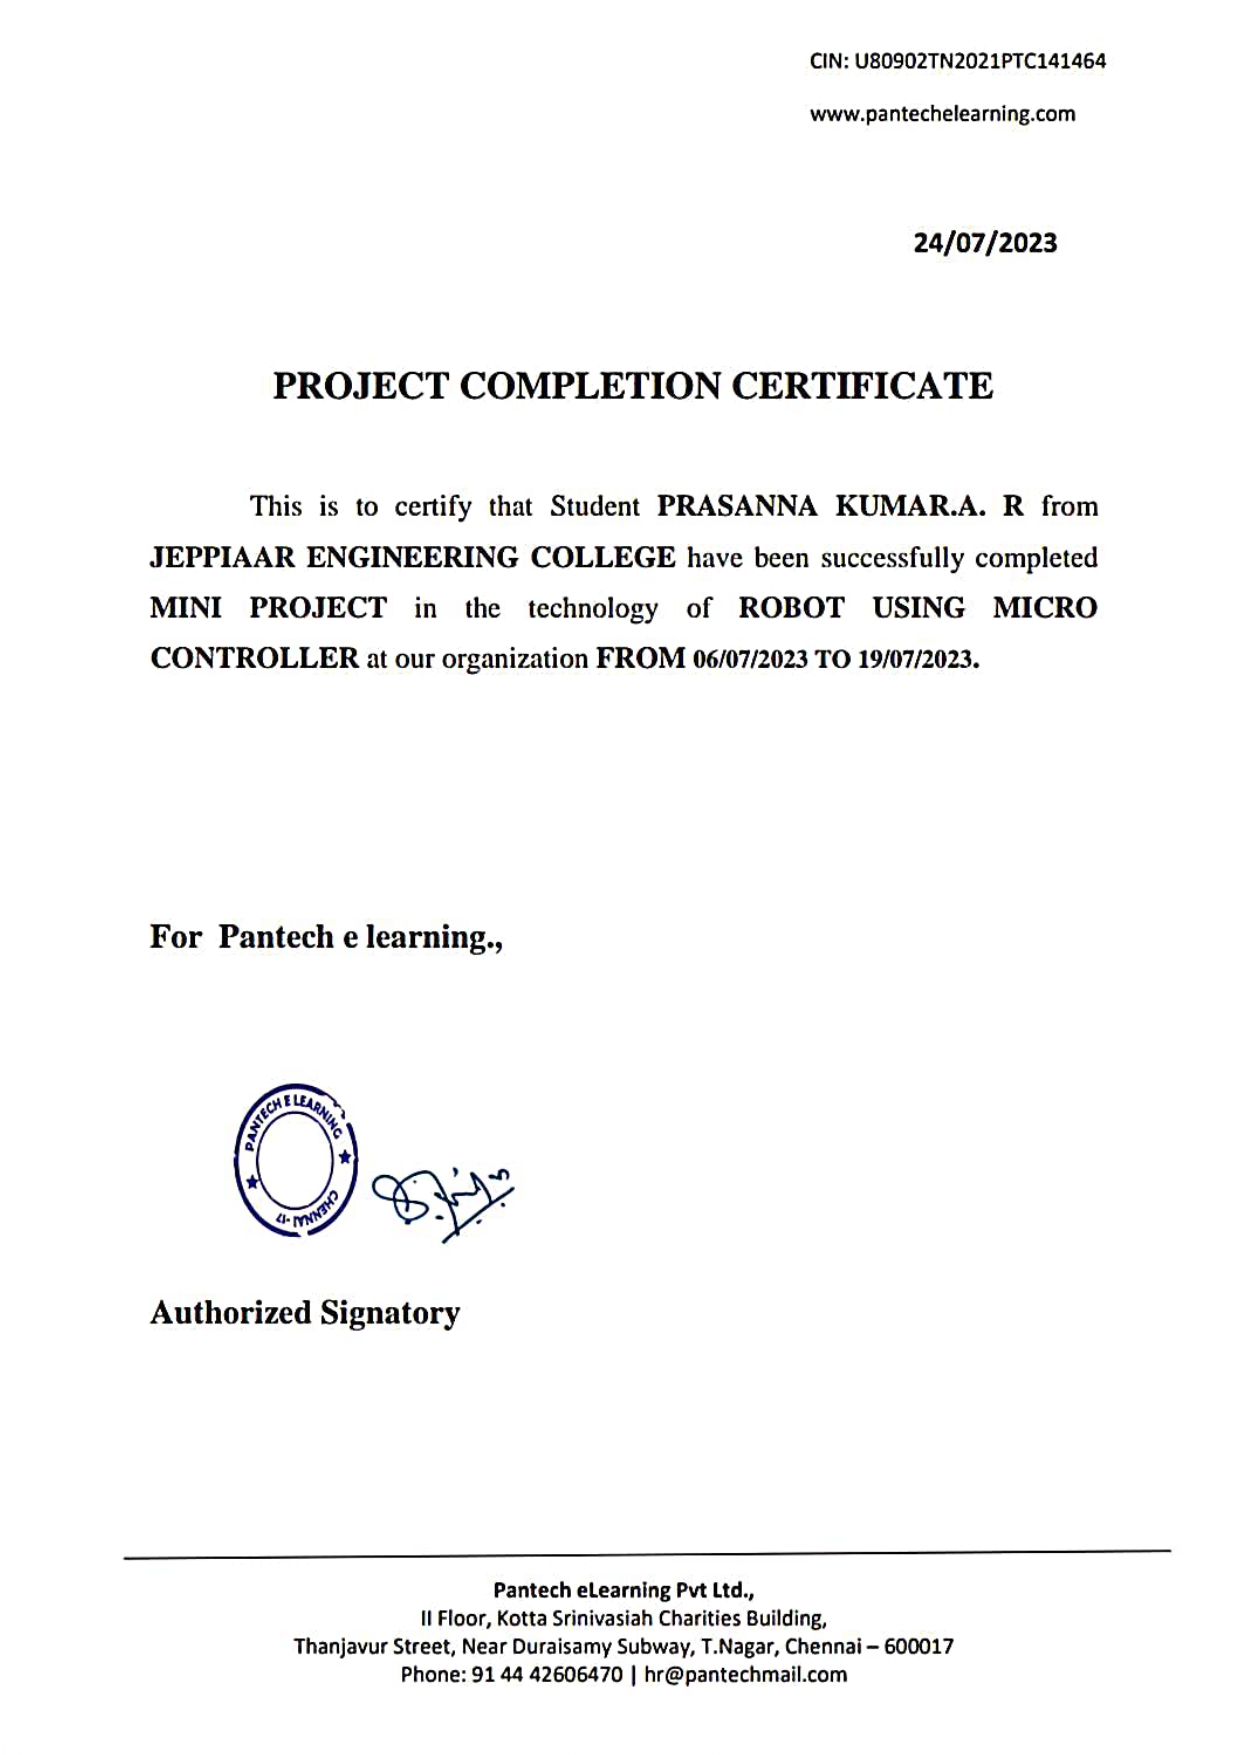 CIN: U80902TN2021PTC141464
www.pantechelearning.com
24/07/2023
PROJECT COMPLETION CERTIFICATE
This is to certify that Student PRASANNA KUMAR.A. R from
JEPPIAAR ENGINEERING COLLEGE have been successfully completed
MINI PROJECT in the technology of ROBOT USING MICRO
CONTROLLER at our organization FROM 06/07/2023 TO 19/07/2023.
For Pantech e learning.,
PANTECH E LEARNING
CHENNAI -17
Authorized Signatory
Pantech eLearning Pvt Ltd.,
II Floor, Kotta Srinivasiah Charities Building,
Thanjavur Street, Near Duraisamy Subway, T.Nagar, Chennai – 600017
Phone: 91 44 42606470 | hr@pantechmail.com